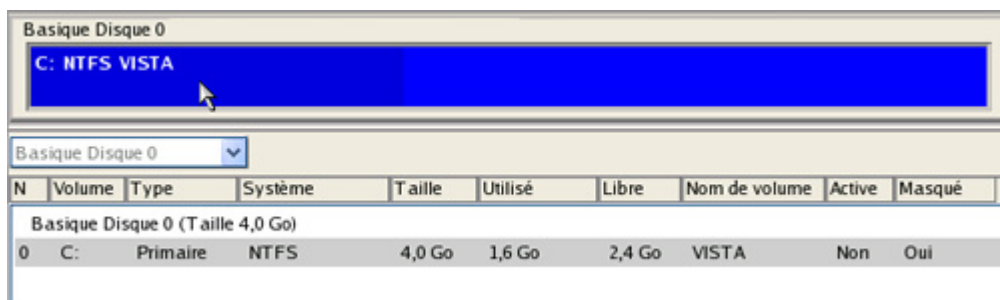 Basique Disque 0
C: NTFS VISTA
Basique Disque 0
N Volume Type Système Taille Utilisé Libre Nom de volume Active Masqué
Basique Disque 0 (Taille 4,0 Go)
0 C: Primaire NTFS 4,0 Go 1,6 Go 2,4 Go VISTA Non Oui